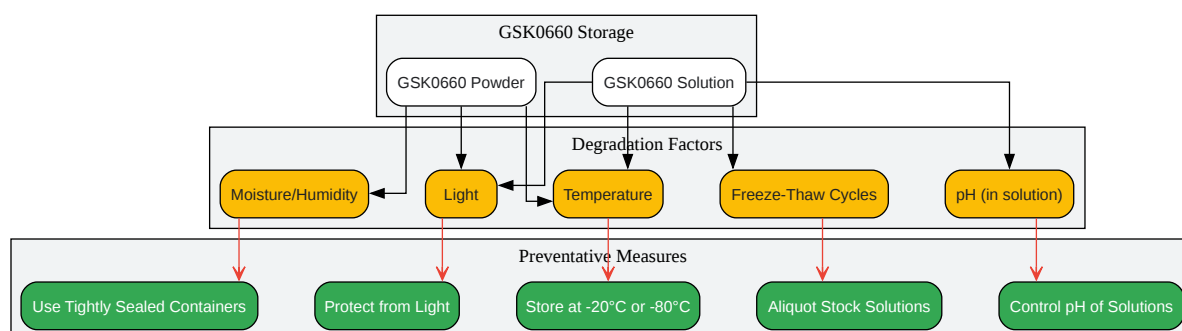 GSK0660 Storage
GSK0660 Powder
GSK0660 Solution
Degradation Factors
Moisture/Humidity
Light
Temperature
Freeze-Thaw Cycles
pH (in solution)
Preventative Measures
Use Tightly Sealed Containers
Protect from Light
Store at -20°C or -80°C
Aliquot Stock Solutions
Control pH of Solutions